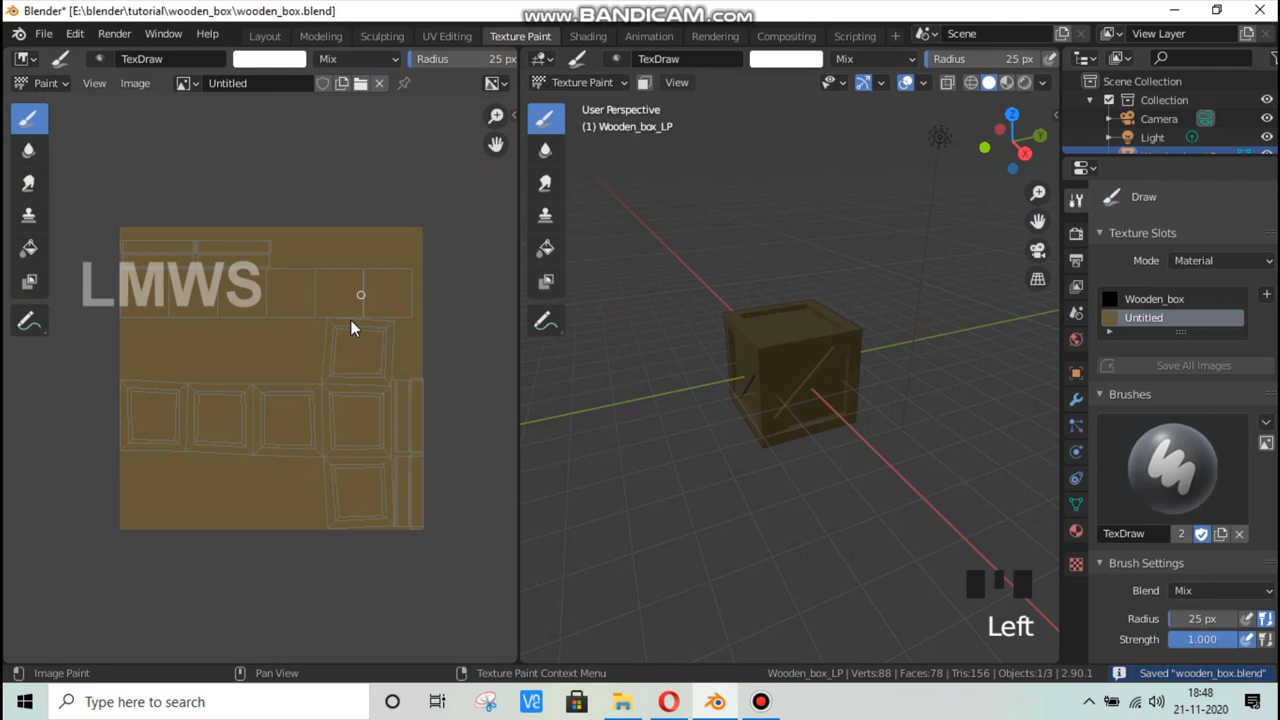 Blender* [E:\blender\tutorial\wooden_box\wooden_box.blend]
www.BANDICAM.com
File Edit Render Window Help Layout Modeling Sculpting UV Editing Texture Paint Shading Animation Rendering Compositing Scripting + Scene View Layer
TexDraw Mix Radius 25 px TexDraw Mix Radius 25 px
Paint View Image Untitled Texture Paint View
Scene Collection
Collection
Camera
Light
User Perspective
(1) Wooden_box_LP
Z
Y
X
Draw
Texture Slots
Mode Material
Wooden_box
Untitled
Save All Images
Brushes
TexDraw 2
Brush Settings
Blend Mix
Radius 25 px
Strength 1.000
LMWS
Left
Image Paint Pan View Texture Paint Context Menu Wooden_box_LP | Verts:88 | Faces:78 | Tris:156 | Objects:1/3 | 2.90.1 Saved "wooden_box.blend"
Type here to search
18:48
21-11-2020